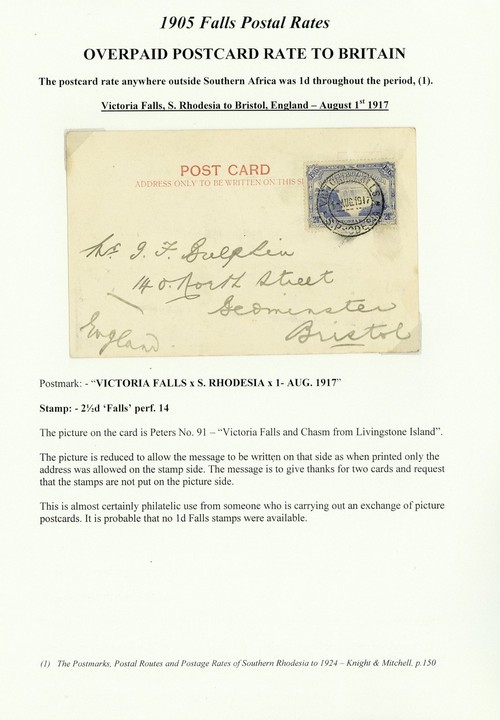 1905 Falls Postal Rates
OVERPAID POSTCARD RATE TO BRITAIN
The postcard rate anywhere outside Southern Africa was 1d throughout the period, (1).
Victoria Falls, S. Rhodesia to Bristol, England – August 1st 1917
POST CARD
ADDRESS ONLY TO BE WRITTEN ON THIS
AUG 1917
140. North Street
Bedminster
Bristol
England
Postmark: - “VICTORIA FALLS x S. RHODESIA x 1- AUG. 1917”
Stamp: - 2½d ‘Falls’ perf. 14
The picture on the card is Peters No. 91 – “Victoria Falls and Chasm from Livingstone Island”.
The picture is reduced to allow the message to be written on that side as when printed only the
address was allowed on the stamp side. The message is to give thanks for two cards and request
that the stamps are not put on the picture side.
This is almost certainly philatelic use from someone who is carrying out an exchange of picture
postcards. It is probable that no 1d Falls stamps were available.
(1) The Postmarks, Postal Routes and Postage Rates of Southern Rhodesia to 1924 – Knight & Mitchell, p.150